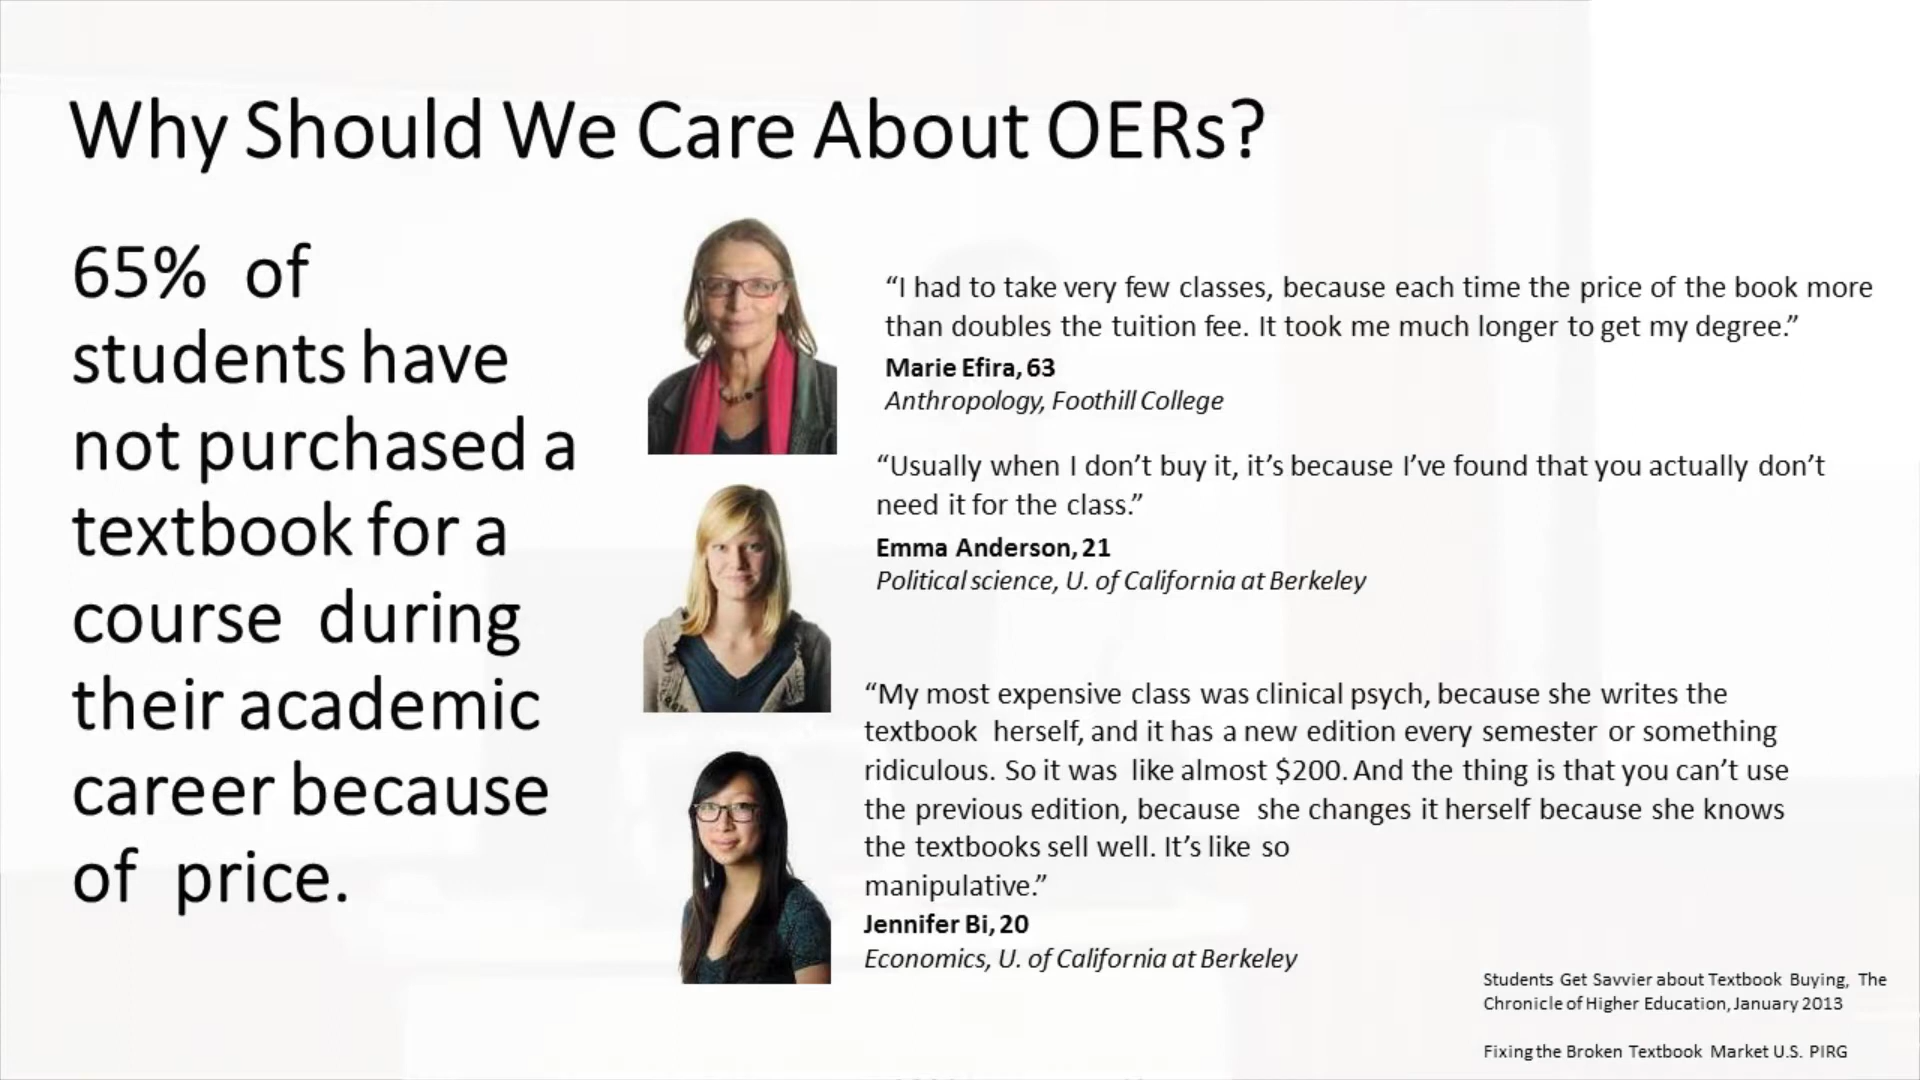 Why Should We Care About OERs?
65% of
students have
not purchased a
textbook for a
course during
their academic
career because
of price.
“I had to take very few classes, because each time the price of the book more
than doubles the tuition fee. It took me much longer to get my degree.”
Marie Efira, 63
Anthropology, Foothill College
“Usually when I don’t buy it, it’s because I’ve found that you actually don’t
need it for the class.”
Emma Anderson, 21
Political science, U. of California at Berkeley
“My most expensive class was clinical psych, because she writes the
textbook herself, and it has a new edition every semester or something
ridiculous. So it was like almost $200. And the thing is that you can’t use
the previous edition, because she changes it herself because she knows
the textbooks sell well. It’s like so
manipulative.”
Jennifer Bi, 20
Economics, U. of California at Berkeley
Students Get Savvier about Textbook Buying, The
Chronicle of Higher Education, January 2013
Fixing the Broken Textbook Market U.S. PIRG